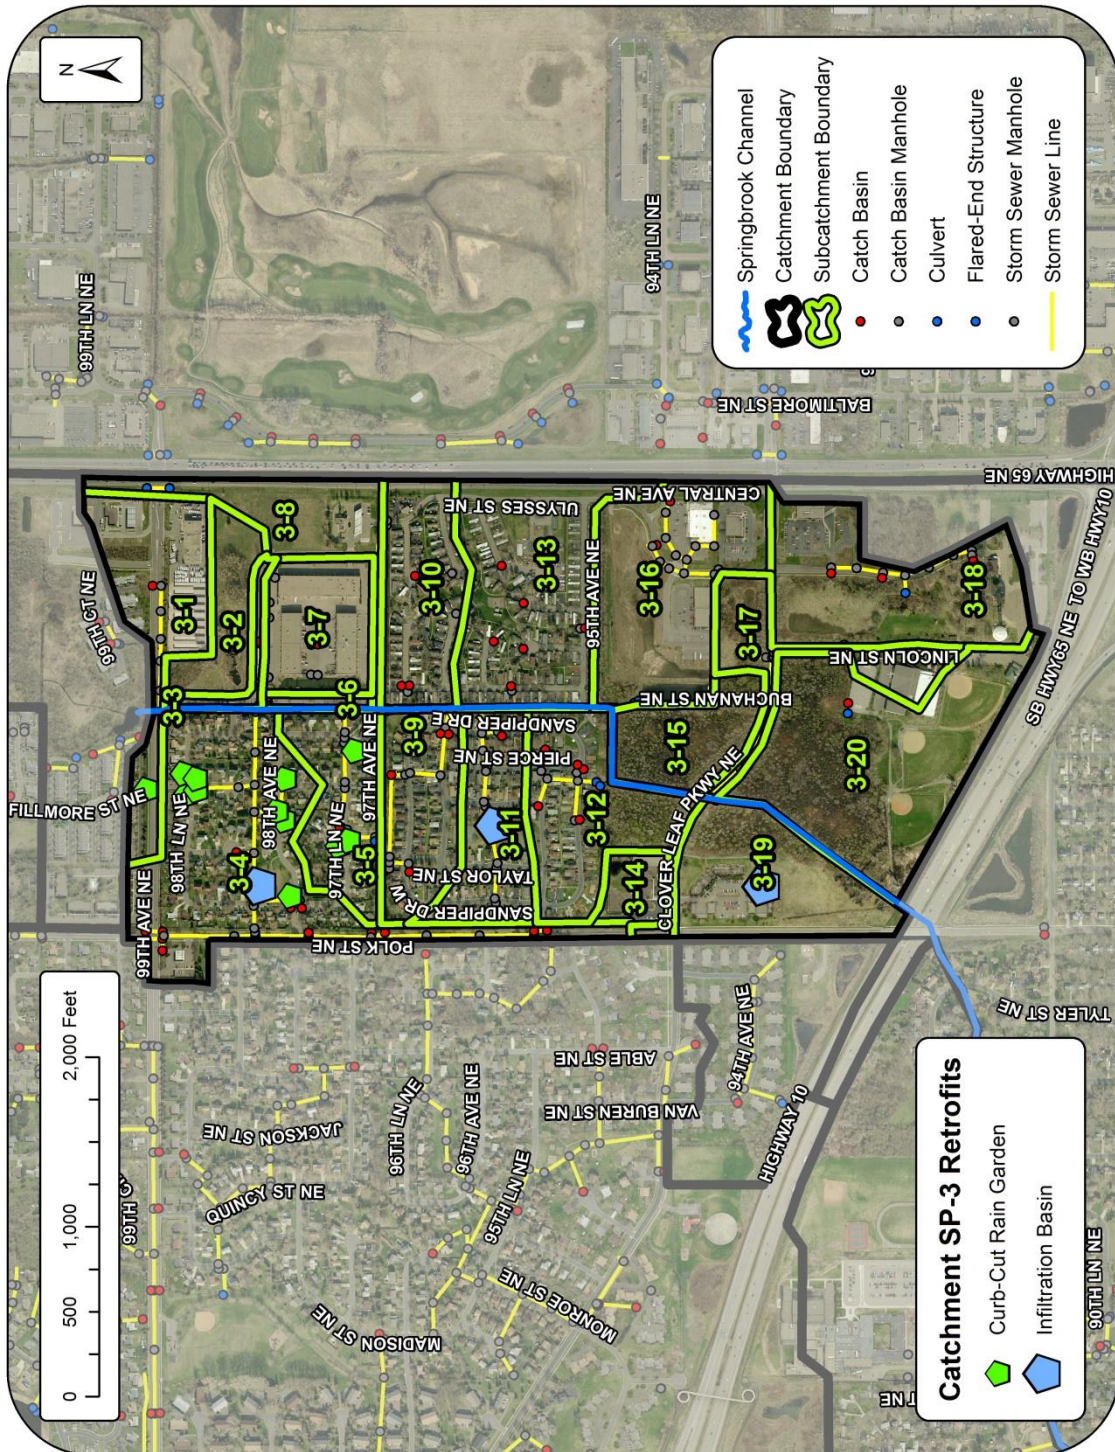 N
0 500 1,000 2,000 Feet
Catchment SP-3 Retrofits
Curb-Cut Rain Garden
Infiltration Basin
Springbrook Channel
Catchment Boundary
Subcatchment Boundary
Catch Basin
Catch Basin Manhole
Culvert
Flared-End Structure
Storm Sewer Manhole
Storm Sewer Line
99TH LN NE
99TH CT NE
FILLMORE ST NE
99TH AVE NE
98TH LN NE
98TH AVE NE
97TH LN NE
97TH AVE NE
POLK ST NE
SANDPIPER DR W
TAYLOR ST NE
SANDPIPER DR E
PIERCE ST NE
ULYSSES ST NE
95TH AVE NE
CENTRAL AVE NE
BUCHANAN ST NE
CLOVER LEAF PKWY NE
LINCOLN ST NE
HIGHWAY 65 NE
SB HWY65 NE TO WB HWY10
BALTIMORE ST NE
94TH LN NE
JACKSON ST NE
QUINCY ST NE
96TH LN NE
96TH AVE NE
95TH LN NE
MADISON ST NE
MONROE ST NE
ABLE ST NE
VAN BUREN ST NE
94TH AVE NE
HIGHWAY 10
TYLER ST NE
90TH LN NE
3-1
3-2
3-3
3-4
3-5
3-6
3-7
3-8
3-9
3-10
3-11
3-12
3-13
3-14
3-15
3-16
3-17
3-18
3-19
3-20